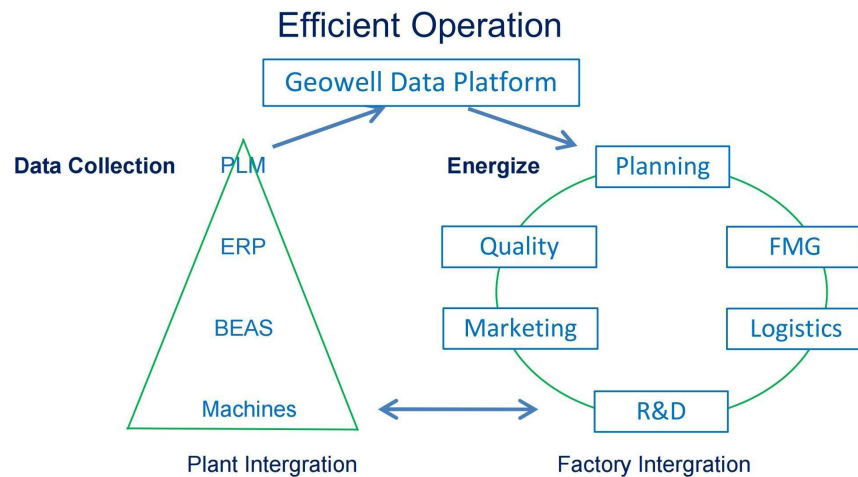 Efficient Operation
Geowell Data Platform
Data Collection
PLM
Energize
Planning
ERP
Quality
FMG
BEAS
Marketing
Logistics
Machines
R&D
Plant Intergration
Factory Intergration